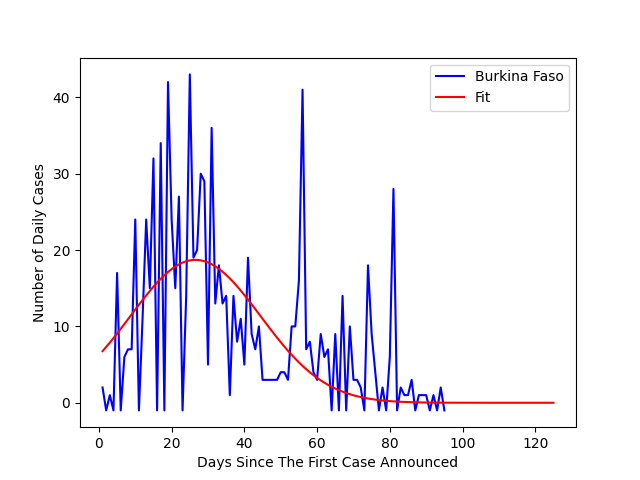 Burkina Faso
Fit
Number of Daily Cases
40
30
20
10
0
0 20 40 60 80 100 120
Days Since The First Case Announced